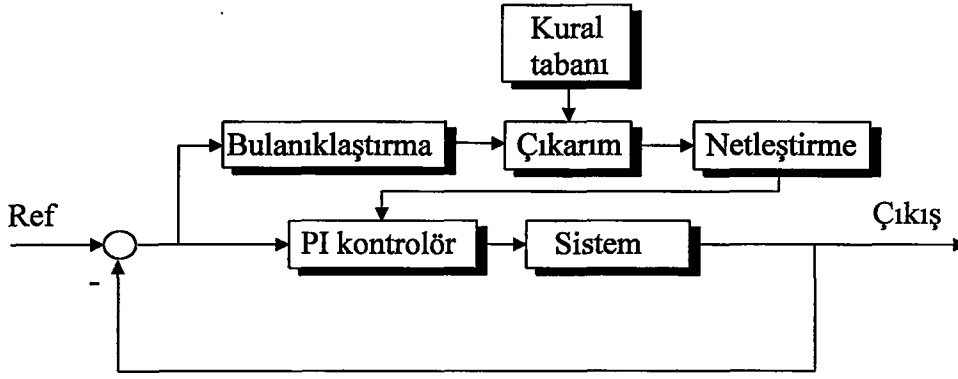 Kural
tabanı
Bulanıklaştırma
Çıkarım
Netleştirme
Ref
PI kontrolör
Sistem
Çıkış
-